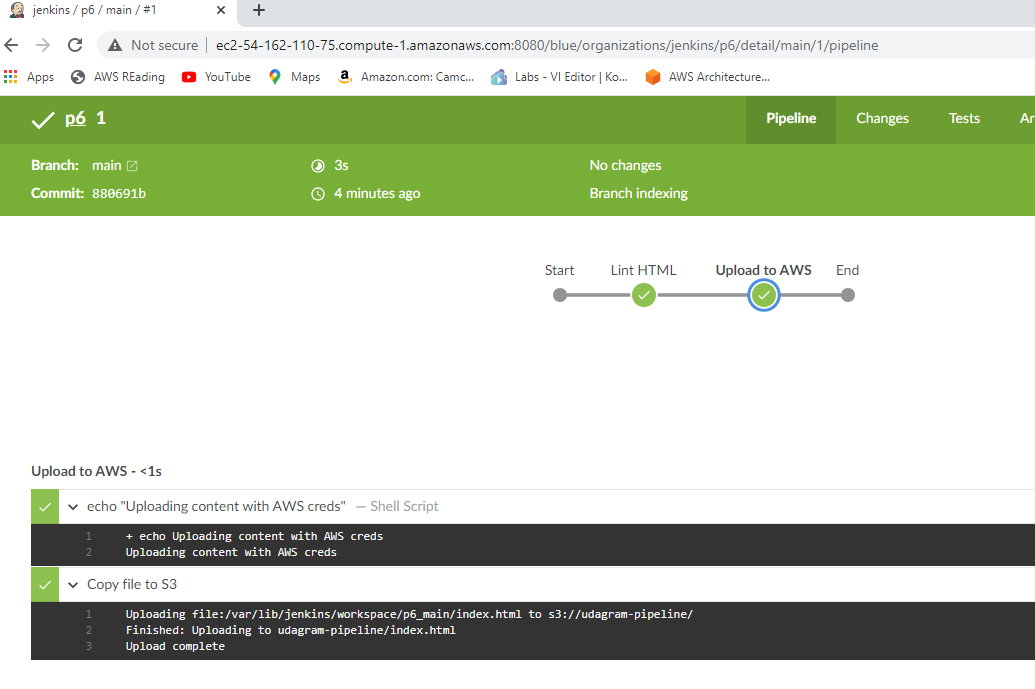 jenkins / p6 / main / #1
Not secure ec2-54-162-110-75.compute-1.amazonaws.com:8080/blue/organizations/jenkins/p6/detail/main/1/pipeline
Apps AWS REading YouTube Maps Amazon.com: Camc... Labs - VI Editor | Ko... AWS Architecture...
p6 1 Pipeline Changes Tests Ar
Branch: main 3s No changes
Commit: 880691b 4 minutes ago Branch indexing
Start Lint HTML Upload to AWS End
Upload to AWS - <1s
echo "Uploading content with AWS creds" — Shell Script
1 + echo Uploading content with AWS creds
2 Uploading content with AWS creds
Copy file to S3
1 Uploading file:/var/lib/jenkins/workspace/p6_main/index.html to s3://udagram-pipeline/
2 Finished: Uploading to udagram-pipeline/index.html
3 Upload complete